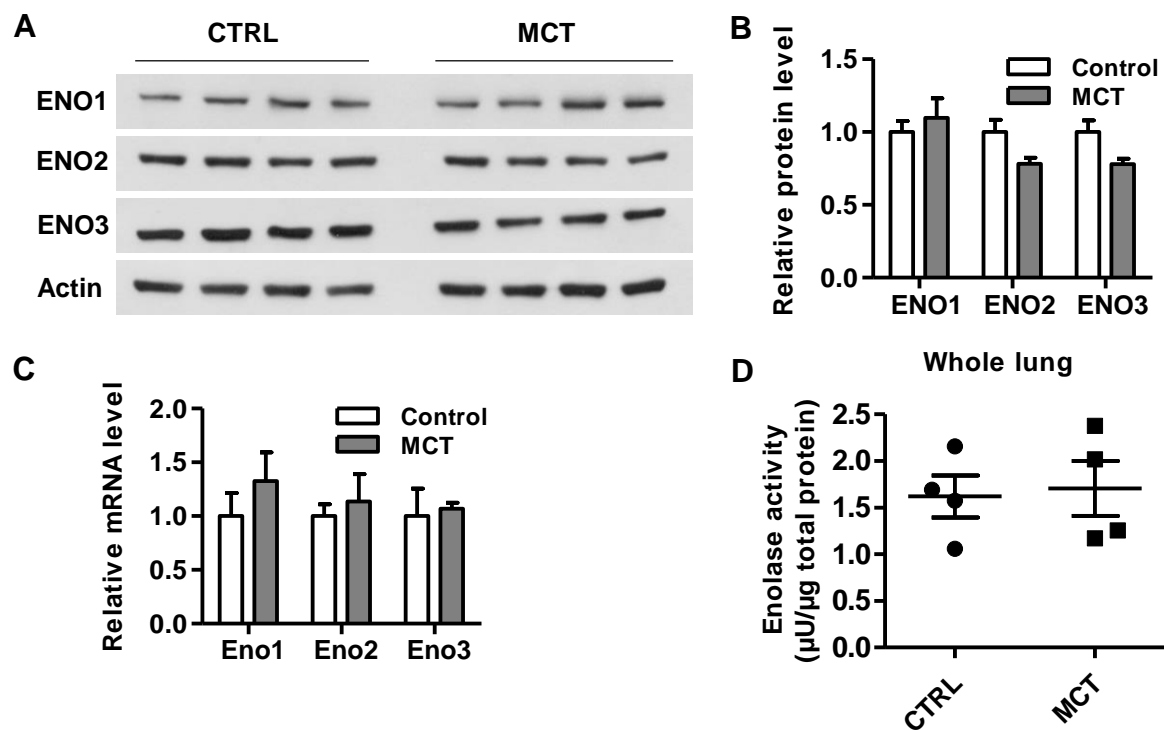 A
CTRL
MCT
ENO1
ENO2
ENO3
Actin
B
Relative protein level
1.5
1.0
0.5
0.0
Control
MCT
ENO1
ENO2
ENO3
C
Relative mRNA level
2.0
1.5
1.0
0.5
0.0
Control
MCT
Eno1
Eno2
Eno3
D
Whole lung
Enolase activity
(µU/µg total protein)
2.5
2.0
1.5
1.0
0.5
0.0
CTRL
MCT